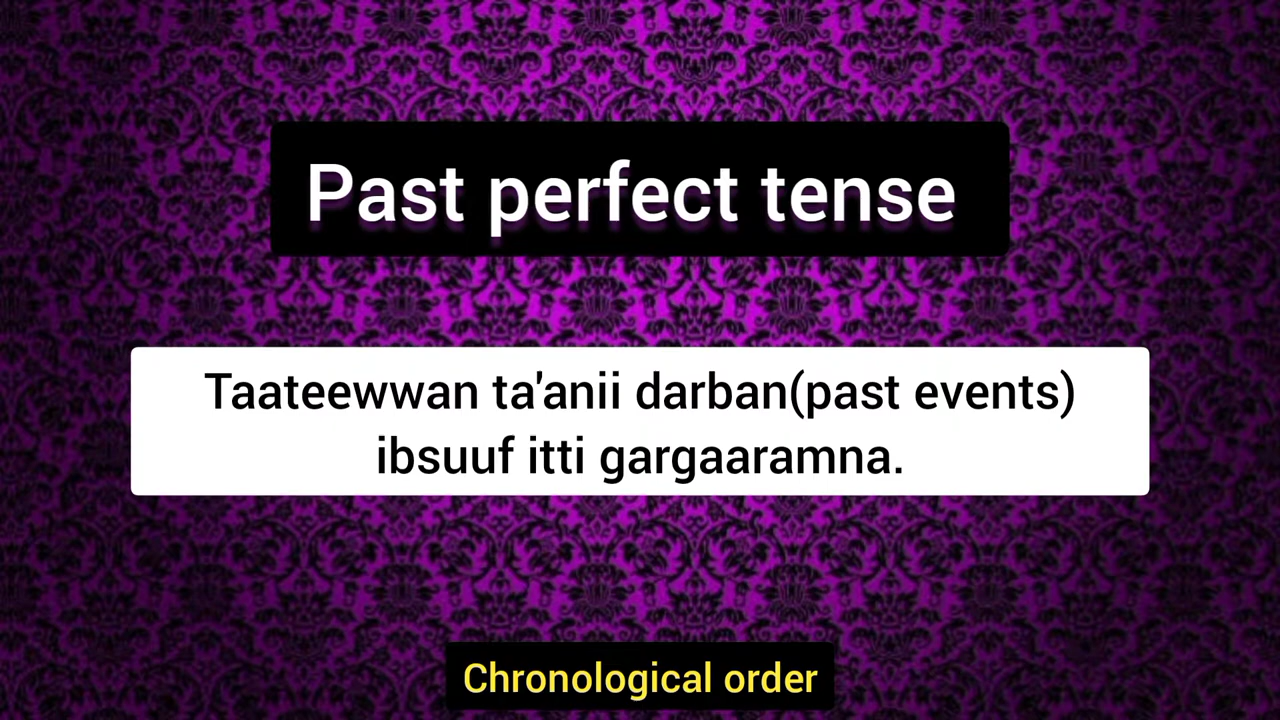 Past perfect tense
Taateewwan ta'anii darban(past events)
ibsuuf itti gargaaramna.
Chronological order